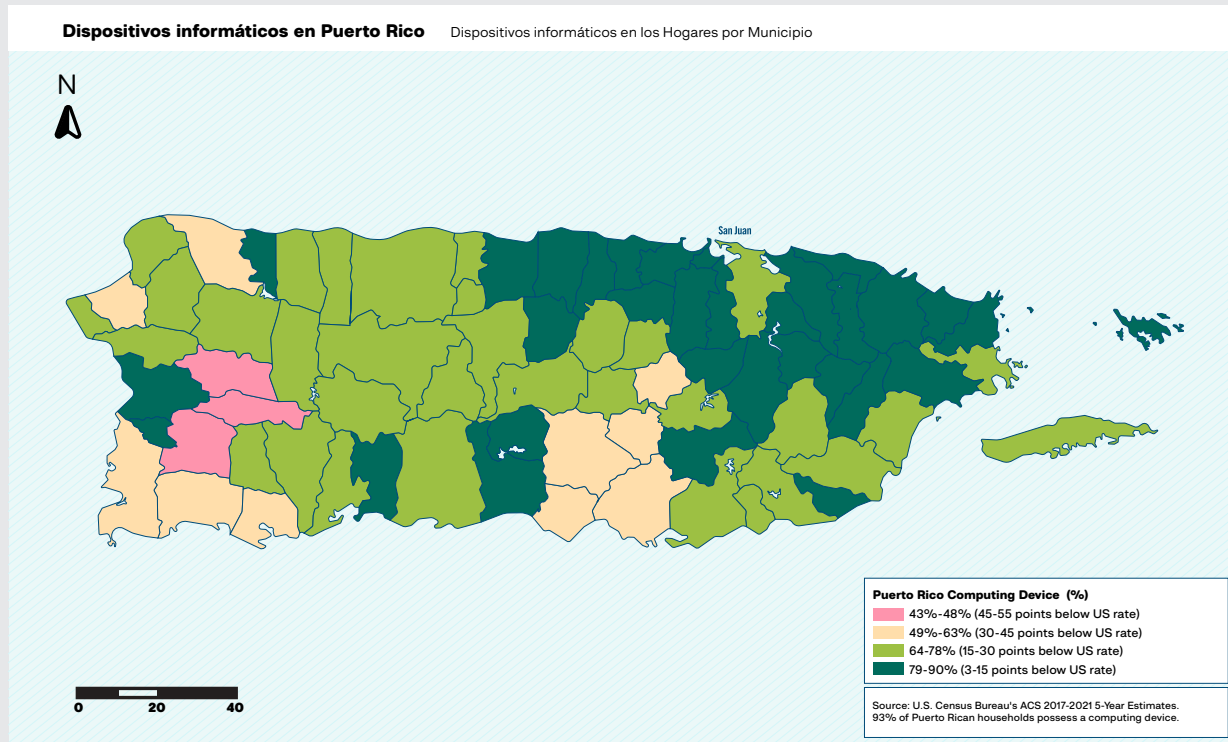 Dispositivos informáticos en Puerto Rico Dispositivos informáticos en los Hogares por Municipio
N
San Juan
Puerto Rico Computing Device (%)
43%-48% (45-55 points below US rate)
49%-63% (30-45 points below US rate)
64-78% (15-30 points below US rate)
79-90% (3-15 points below US rate)
0 20 40
Source: U.S. Census Bureau's ACS 2017-2021 5-Year Estimates.
93% of Puerto Rican households possess a computing device.